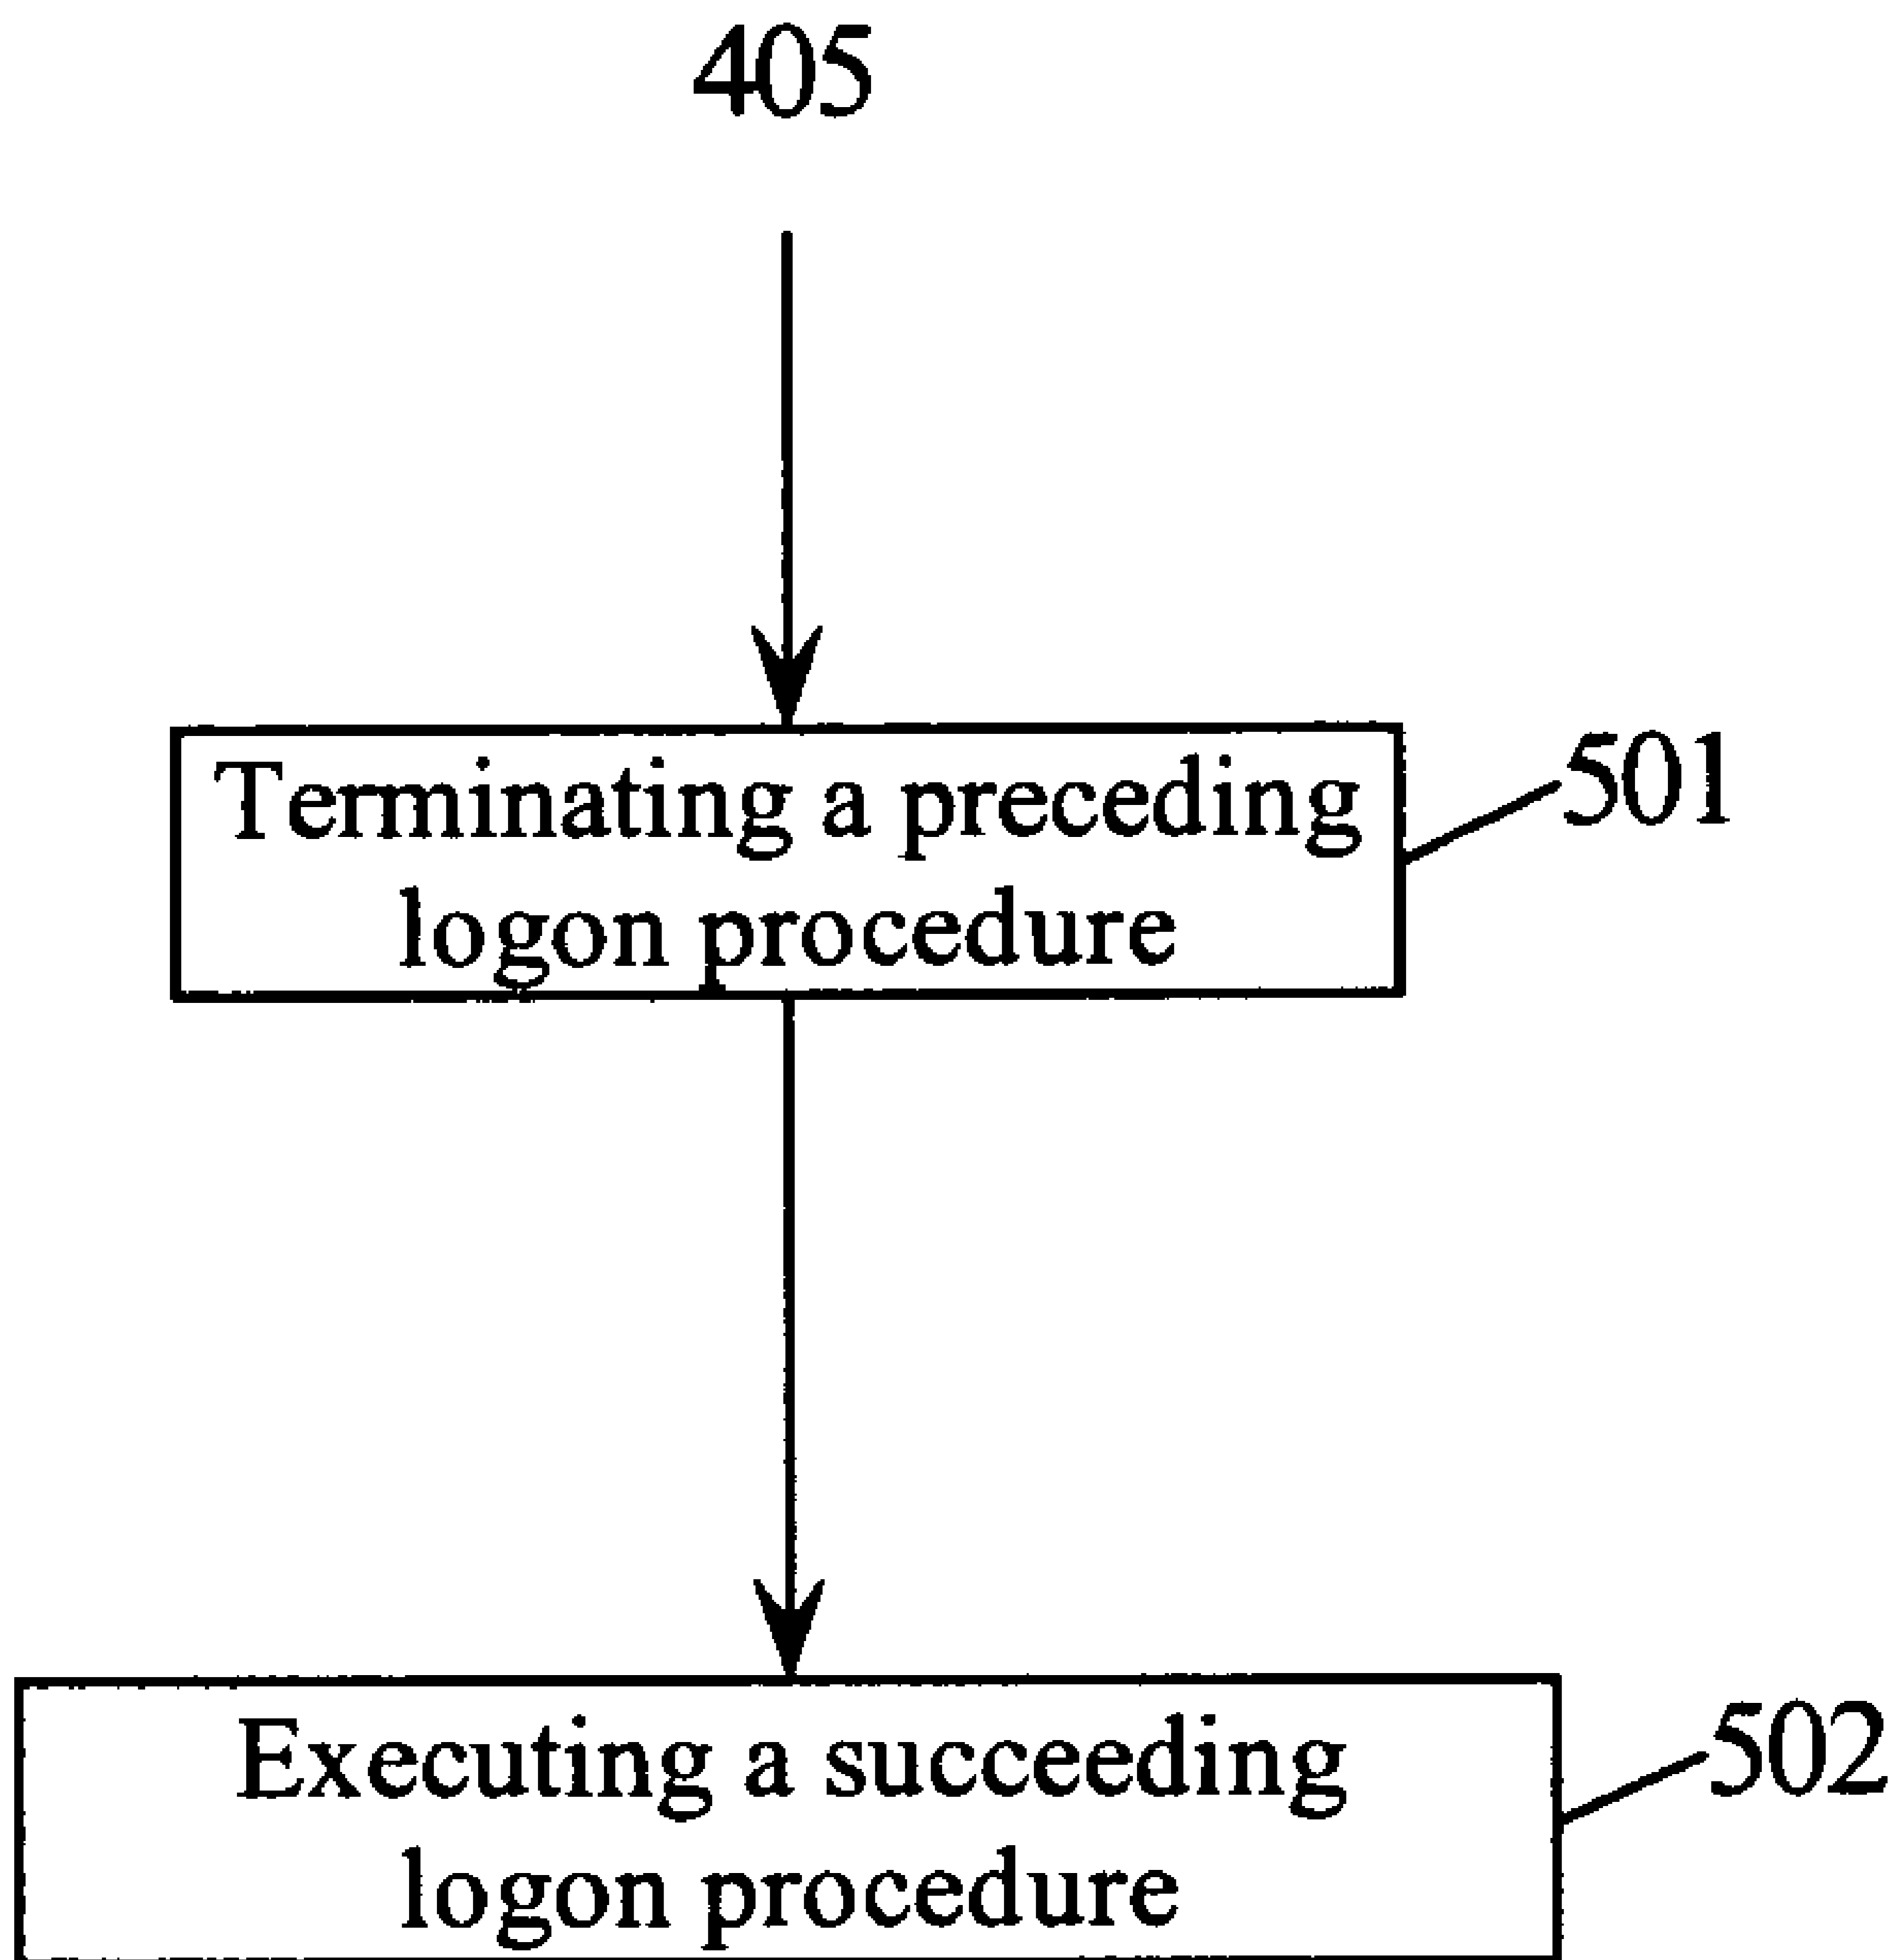 405
Terminating a preceding
logon procedure
501
Executing a succeeding
logon procedure
502